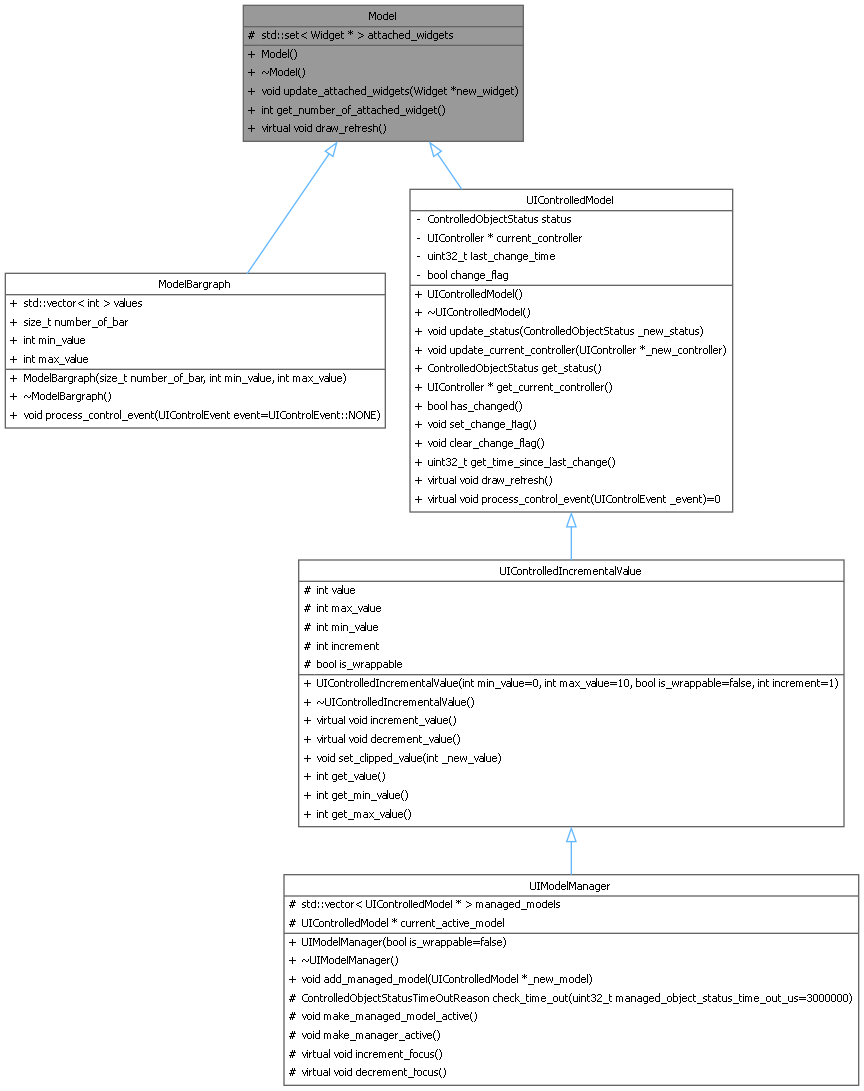 Model
# std::set< Widget * > attached_widgets
+ Model()
+ ~Model()
+ void update_attached_widgets(Widget *new_widget)
+ int get_number_of_attached_widget()
+ virtual void draw_refresh()
UIControlledModel
- ControlledObjectStatus status
- UIController * current_controller
- uint32_t last_change_time
- bool change_flag
+ UIControlledModel()
+ ~UIControlledModel()
+ void update_status(ControlledObjectStatus _new_status)
+ void update_current_controller(UIController *_new_controller)
+ ControlledObjectStatus get_status()
+ UIController * get_current_controller()
+ bool has_changed()
+ void set_change_flag()
+ void clear_change_flag()
+ uint32_t get_time_since_last_change()
+ virtual void draw_refresh()
+ virtual void process_control_event(UIControlEvent _event)=0
ModelBargraph
+ std::vector< int > values
+ size_t number_of_bar
+ int min_value
+ int max_value
+ ModelBargraph(size_t number_of_bar, int min_value, int max_value)
+ ~ModelBargraph()
+ void process_control_event(UIControlEvent event=UIControlEvent::NONE)
UIControlledIncrementalValue
# int value
# int max_value
# int min_value
# int increment
# bool is_wrappable
+ UIControlledIncrementalValue(int min_value=0, int max_value=10, bool is_wrappable=false, int increment=1)
+ ~UIControlledIncrementalValue()
+ virtual void increment_value()
+ virtual void decrement_value()
+ void set_clipped_value(int _new_value)
+ int get_value()
+ int get_min_value()
+ int get_max_value()
UIModelManager
# std::vector< UIControlledModel * > managed_models
# UIControlledModel * current_active_model
+ UIModelManager(bool is_wrappable=false)
+ ~UIModelManager()
+ void add_managed_model(UIControlledModel *_new_model)
# ControlledObjectStatusTimeOutReason check_time_out(uint32_t managed_object_status_time_out_us=3000000)
# void make_managed_model_active()
# void make_manager_active()
# virtual void increment_focus()
# virtual void decrement_focus()